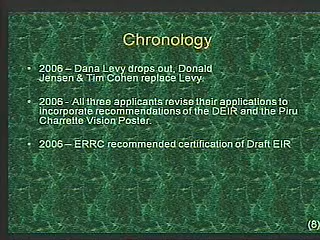 Chronology
• 2006 – Dana Levy drops out, Donald
Jensen & Tim Cohen replace Levy.
• 2006 - All three applicants revise their applications to
incorporate recommendations of the DEIR and the Piru
Charrette Vision Poster.
• 2006 – ERRC recommended certification of Draft EIR
(8)